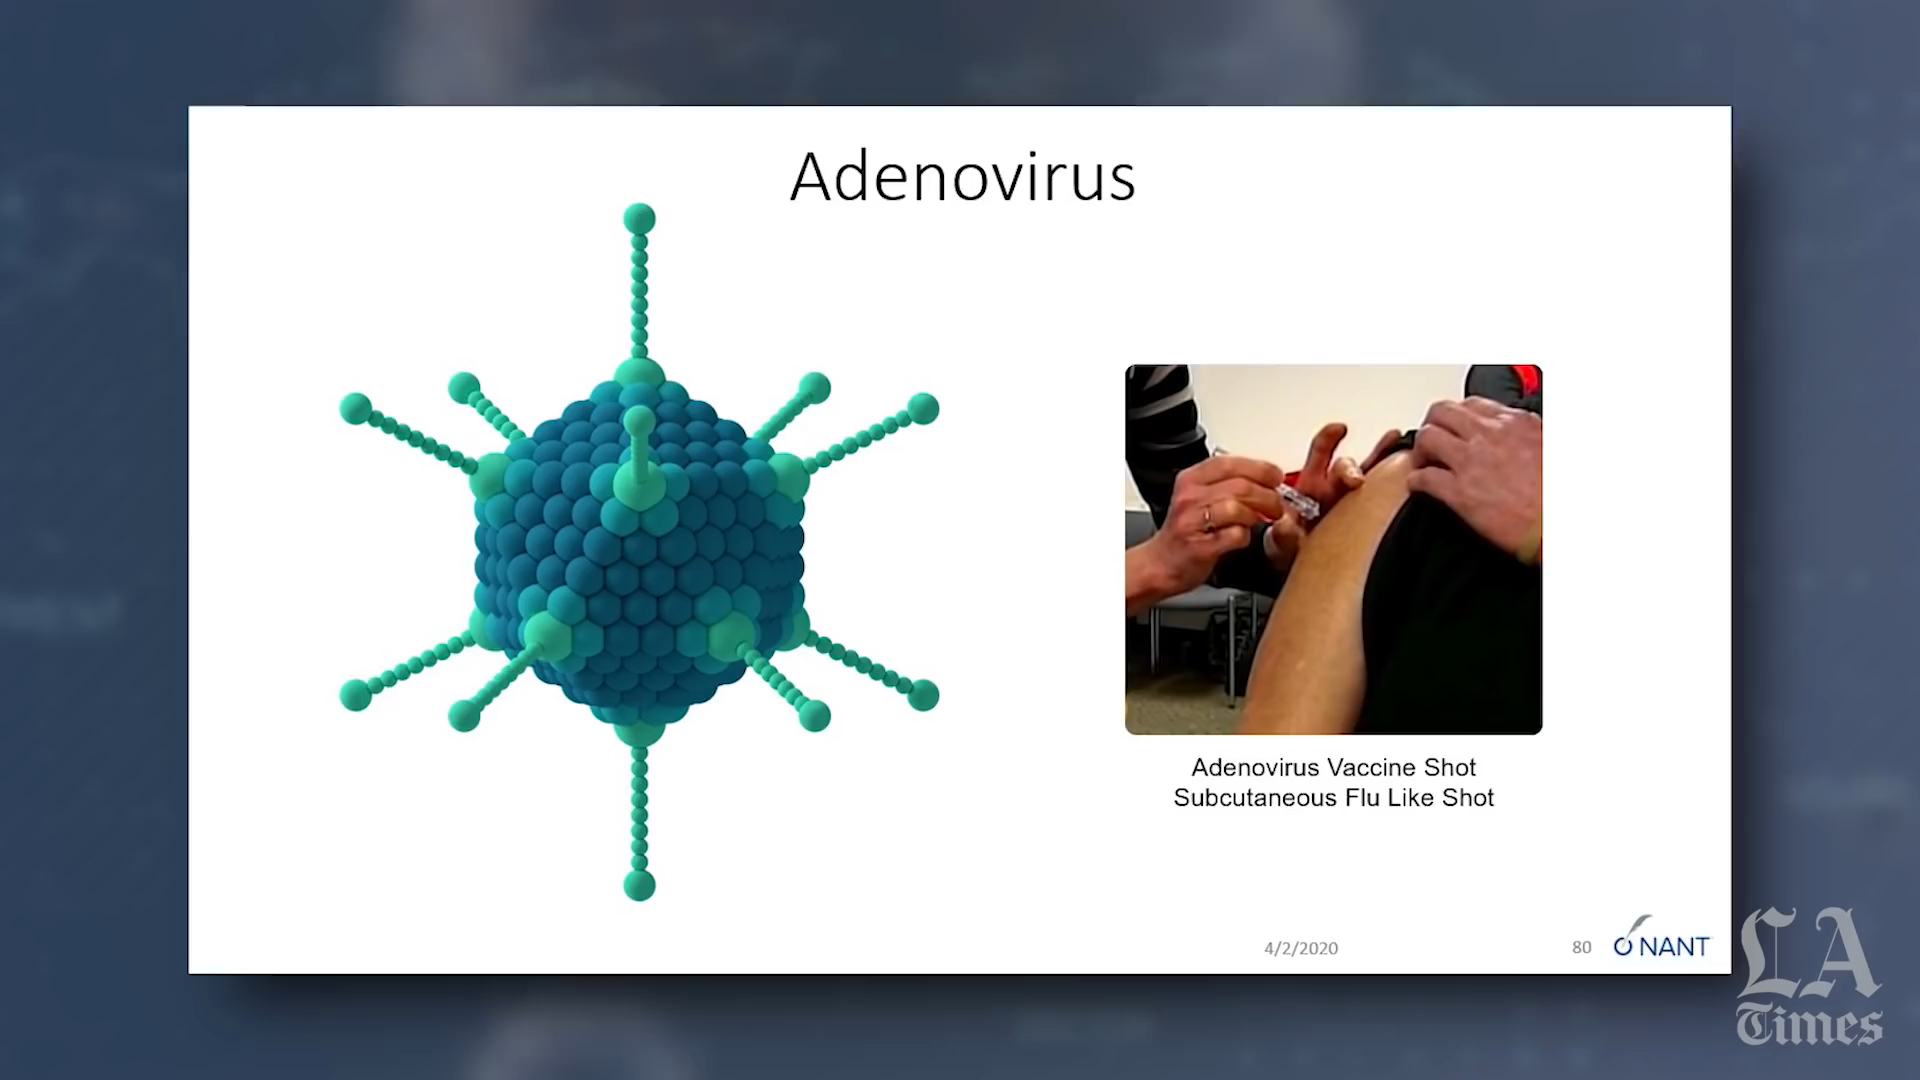 Adenovirus
Adenovirus Vaccine Shot
Subcutaneous Flu Like Shot
4/2/2020
80
NANT
LA
Times